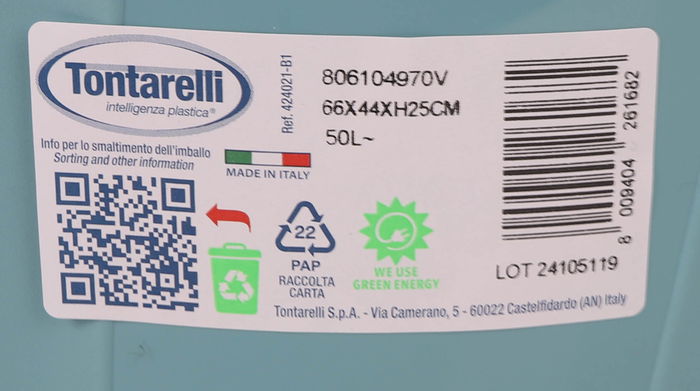 Tontarelli
intelligenza plastica®
Ref. 424021-B1
806104970V
66X44XH25CM
50L~
Info per lo smaltimento dell'imballo
Sorting and other information
MADE IN ITALY
22
PAP
RACCOLTA
CARTA
WE USE
GREEN ENERGY
8 009404 261682
LOT 24105119
Tontarelli S.p.A. - Via Camerano, 5 - 60022 Castelfidardo (AN) Italy